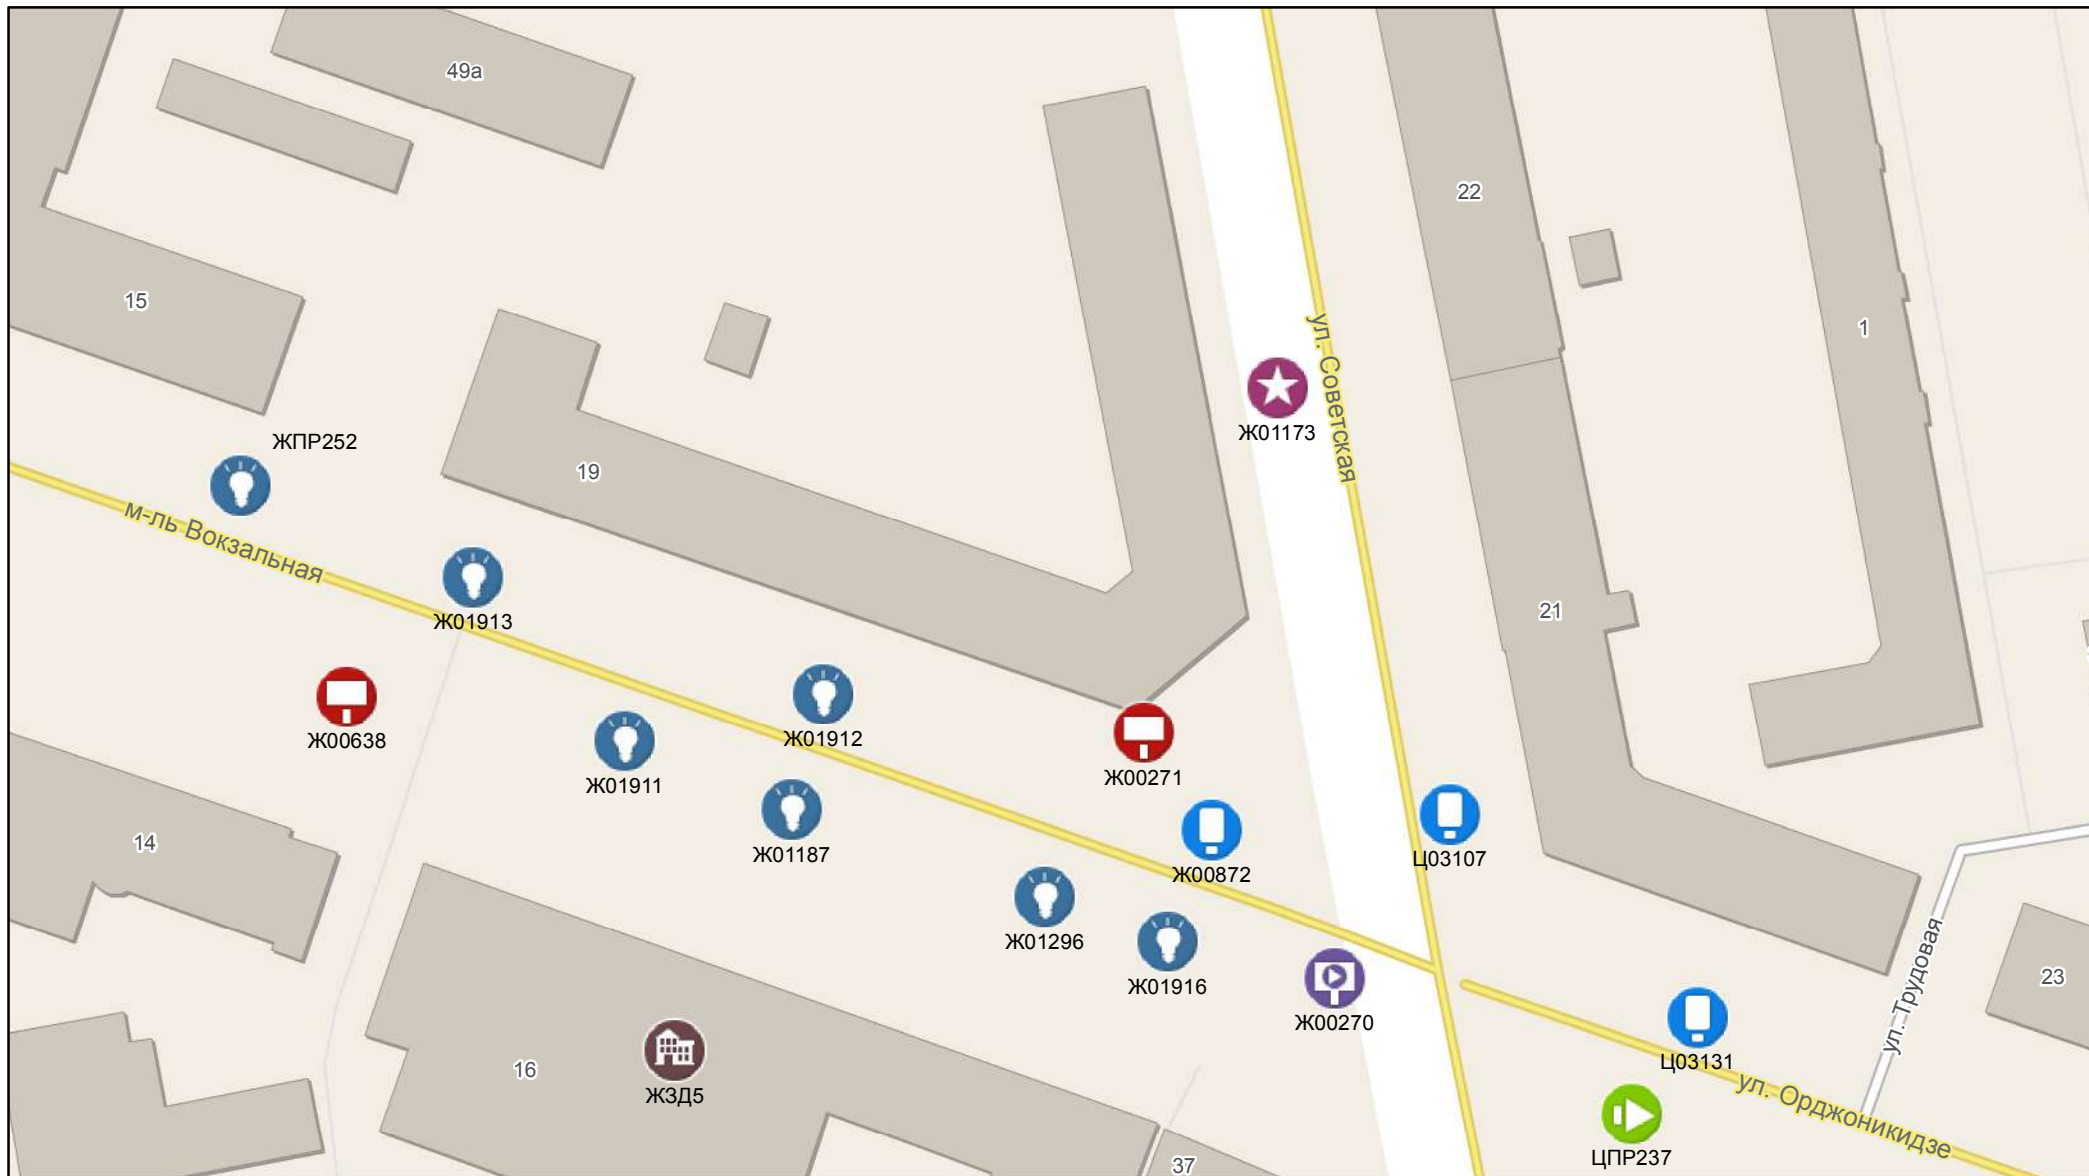 49а
22
15
1
ул. Советская
Ж01173
ЖПР252
19
м-ль Вокзальная
Ж01913
21
Ж00638
Ж01912
Ж01911
Ж00271
14
Ж01187
Ж00872
Ц03107
Ж01296
Ж01916
Ж00270
ул. Трудовая
23
16
ЖЗД5
Ц03131
ул. Орджоникидзе
ЦПР237
37